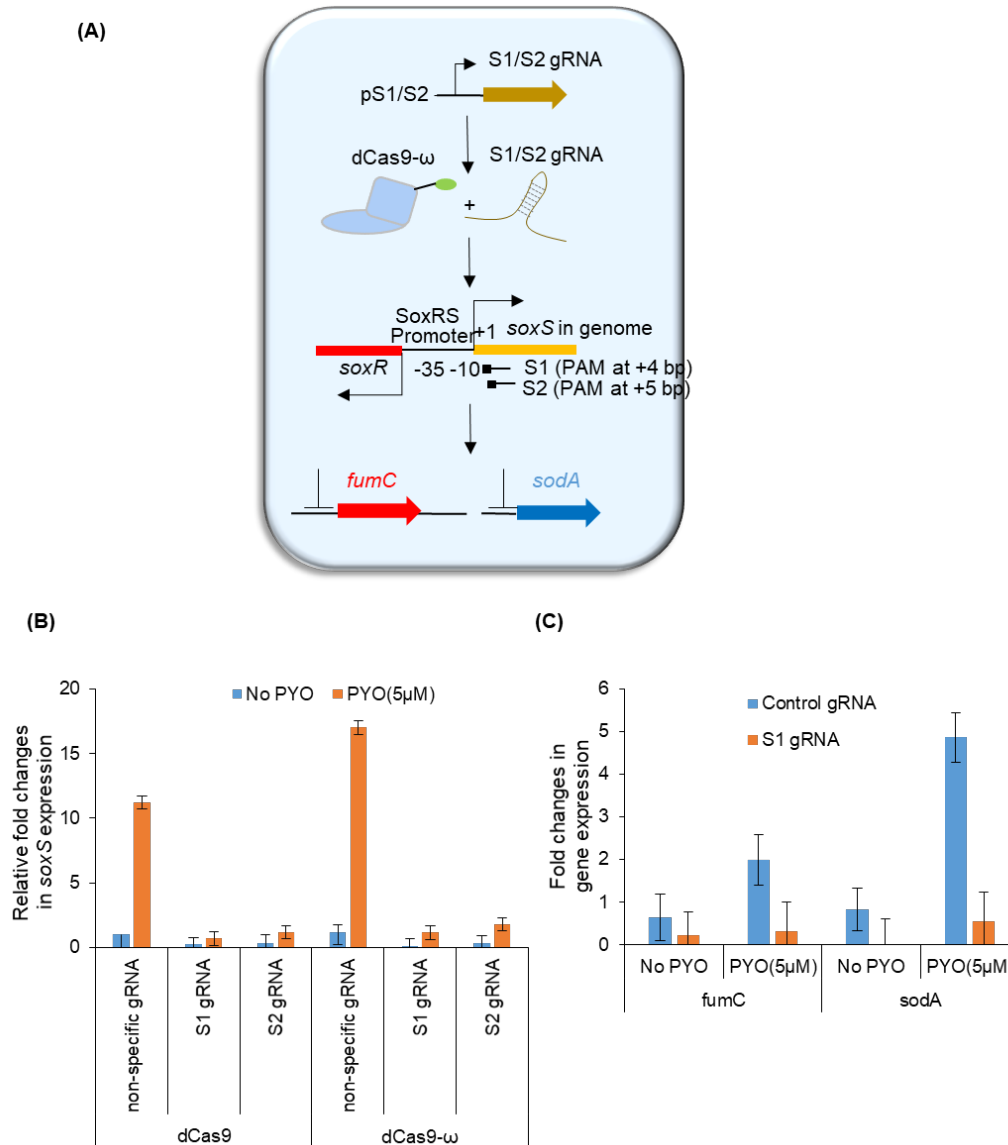 (A)
S1/S2 gRNA
pS1/S2
dCas9-ω
S1/S2 gRNA
+
SoxRS
Promoter
+1
soxS in genome
soxR
-35 -10
S1 (PAM at +4 bp)
S2 (PAM at +5 bp)
fumC
sodA
(B)
Relative fold changes
in soxS expression
20
15
10
5
0
No PYO
PYO(5µM)
non-specific gRNA
S1 gRNA
S2 gRNA
non-specific gRNA
S1 gRNA
S2 gRNA
dCas9
dCas9-ω
(C)
Fold changes in
gene expression
6
5
4
3
2
1
0
Control gRNA
S1 gRNA
No PYO
PYO(5µM)
No PYO
PYO(5µM
fumC
sodA